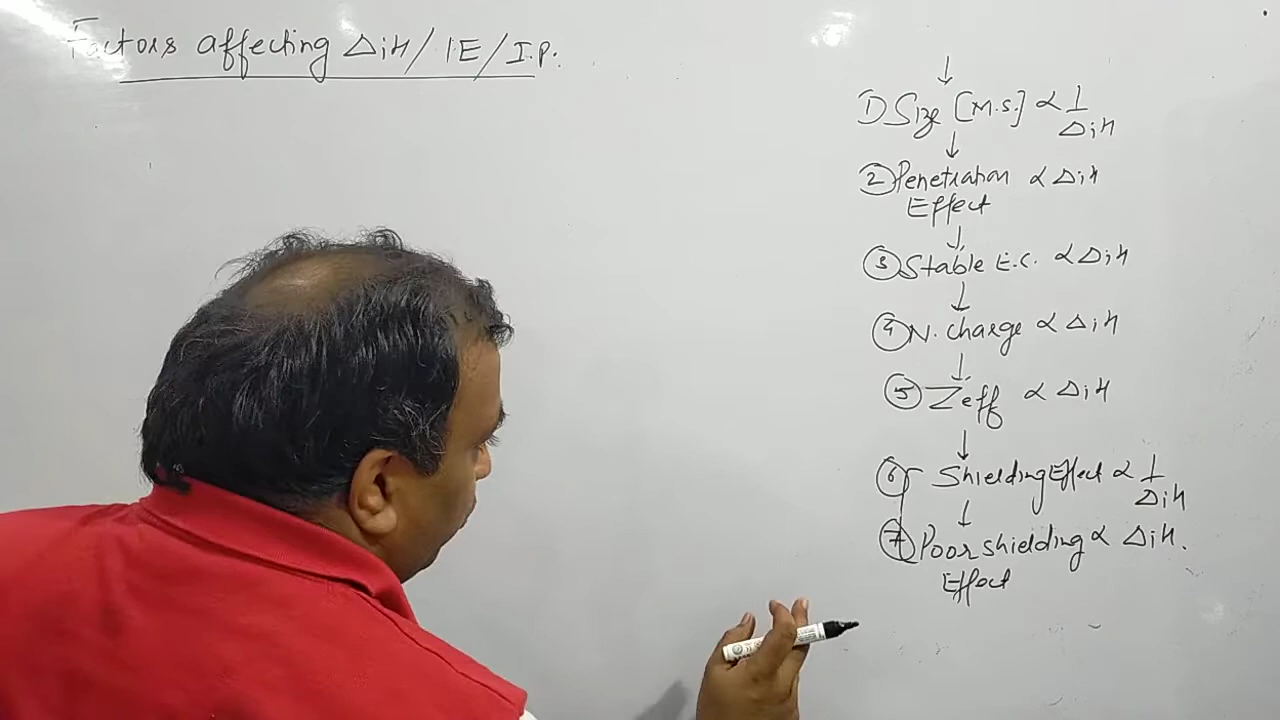 Factors affecting ΔiH/IE/I.P.
1) Size [M.S.] ∝ 1/ΔiH
② Penetration ∝ ΔiH
Effect
③ Stable E.C. ∝ ΔiH
④ N. charge ∝ ΔiH
⑤ Zeff ∝ ΔiH
⑥ Shielding Effect ∝ 1/ΔiH
⑦ Poor shielding ∝ ΔiH.
Effect